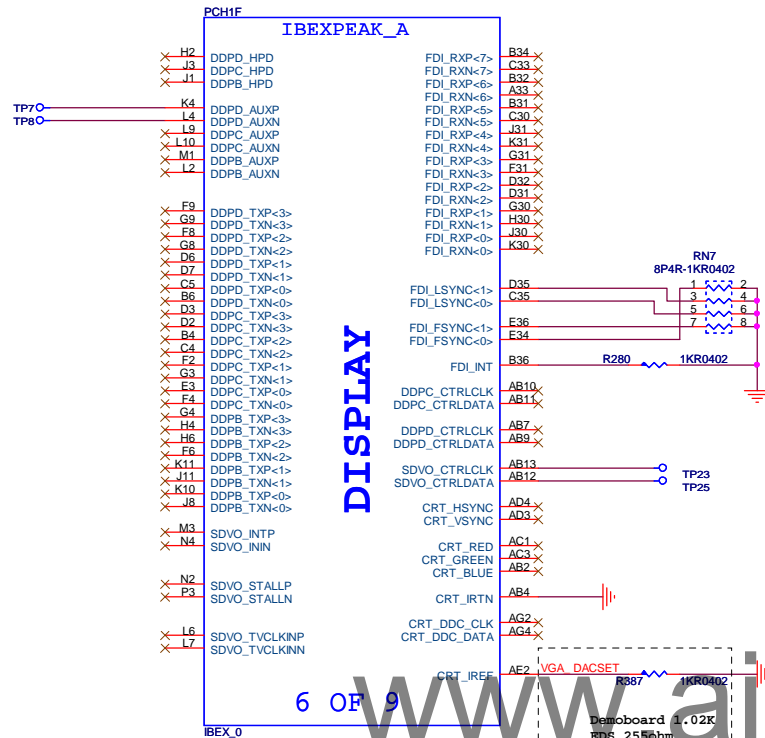 PCH1F
IBEXPEAK_A
H2 DDPD_HPD
J3 DDPC_HPD
J1 DDPB_HPD
TP7 K4 DDPD_AUXP
TP8 L4 DDPD_AUXN
L9 DDPC_AUXP
L10 DDPC_AUXN
M1 DDPB_AUXP
L2 DDPB_AUXN
F9 DDPD_TXP<3>
G9 DDPD_TXN<3>
F8 DDPD_TXP<2>
G8 DDPD_TXN<2>
D6 DDPD_TXP<1>
D7 DDPD_TXN<1>
C5 DDPD_TXP<0>
B6 DDPD_TXN<0>
D3 DDPC_TXP<3>
D2 DDPC_TXN<3>
B4 DDPC_TXP<2>
C4 DDPC_TXN<2>
F2 DDPC_TXP<1>
G3 DDPC_TXN<1>
E3 DDPC_TXP<0>
F4 DDPC_TXN<0>
G4 DDPB_TXP<3>
H4 DDPB_TXN<3>
H6 DDPB_TXP<2>
F6 DDPB_TXN<2>
K11 DDPB_TXP<1>
J11 DDPB_TXN<1>
K10 DDPB_TXP<0>
J8 DDPB_TXN<0>
M3 SDVO_INTP
N4 SDVO_ININ
N2 SDVO_STALLP
P3 SDVO_STALLN
L6 SDVO_TVCLKINP
L7 SDVO_TVCLKINN
DISPLAY
FDI_RXP<7> B34
FDI_RXN<7> C33
FDI_RXP<6> B32
FDI_RXN<6> A33
FDI_RXP<5> B31
FDI_RXN<5> C30
FDI_RXP<4> J31
FDI_RXN<4> K31
FDI_RXP<3> G31
FDI_RXN<3> F31
FDI_RXP<2> D32
FDI_RXN<2> D31
FDI_RXP<1> G30
FDI_RXN<1> H30
FDI_RXP<0> J30
FDI_RXN<0> K30
RN7
8P4R-1KR0402
1 2
3 4
5 6
7 8
FDI_LSYNC<1> D35
FDI_LSYNC<0> C35
FDI_FSYNC<1> E36
FDI_FSYNC<0> E34
FDI_INT B36 R280 1KR0402
DDPC_CTRLCLK AB10
DDPC_CTRLDATA AB11
DDPD_CTRLCLK AB7
DDPD_CTRLDATA AB9
SDVO_CTRLCLK AB13 TP23
SDVO_CTRLDATA AB12 TP25
CRT_HSYNC AD4
CRT_VSYNC AD3
CRT_RED AC1
CRT_GREEN AC3
CRT_BLUE AB2
CRT_IRTN AB4
CRT_DDC_CLK AG2
CRT_DDC_DATA AG4
CRT_IREF AE2 VGA_DACSET R387 1KR0402
6 OF 9
IBEX_0
Demoboard 1.02K
EDS 255ohm
www.ai